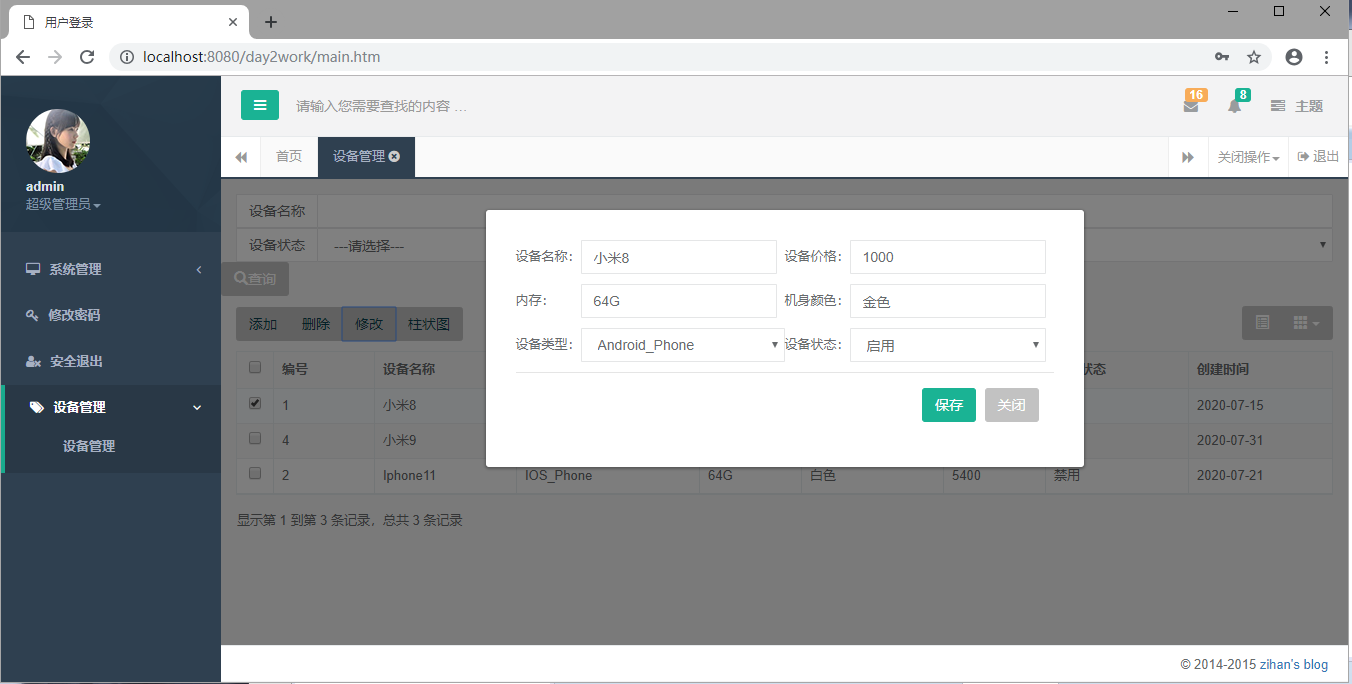 用户登录
localhost:8080/day2work/main.htm
admin
超级管理员
系统管理
修改密码
安全退出
设备管理
设备管理
请输入您需要查找的内容 …
16
8
主题
首页
设备管理
关闭操作
退出
设备名称
设备状态 ---请选择---
查询
添加 删除 修改 柱状图
编号 设备名称 状态 创建时间
1 小米8 2020-07-15
4 小米9 2020-07-31
2 Iphone11 IOS_Phone 64G 白色 5400 禁用 2020-07-21
显示第 1 到第 3 条记录，总共 3 条记录
设备名称： 小米8 设备价格： 1000
内存： 64G 机身颜色： 金色
设备类型： Android_Phone 设备状态： 启用
保存 关闭
© 2014-2015 zihan's blog